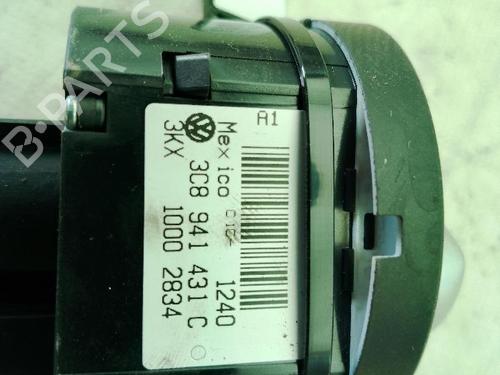 A1
Mexico 1240
3C8 941 431 C
3KX 1000 2834
B-PARTS